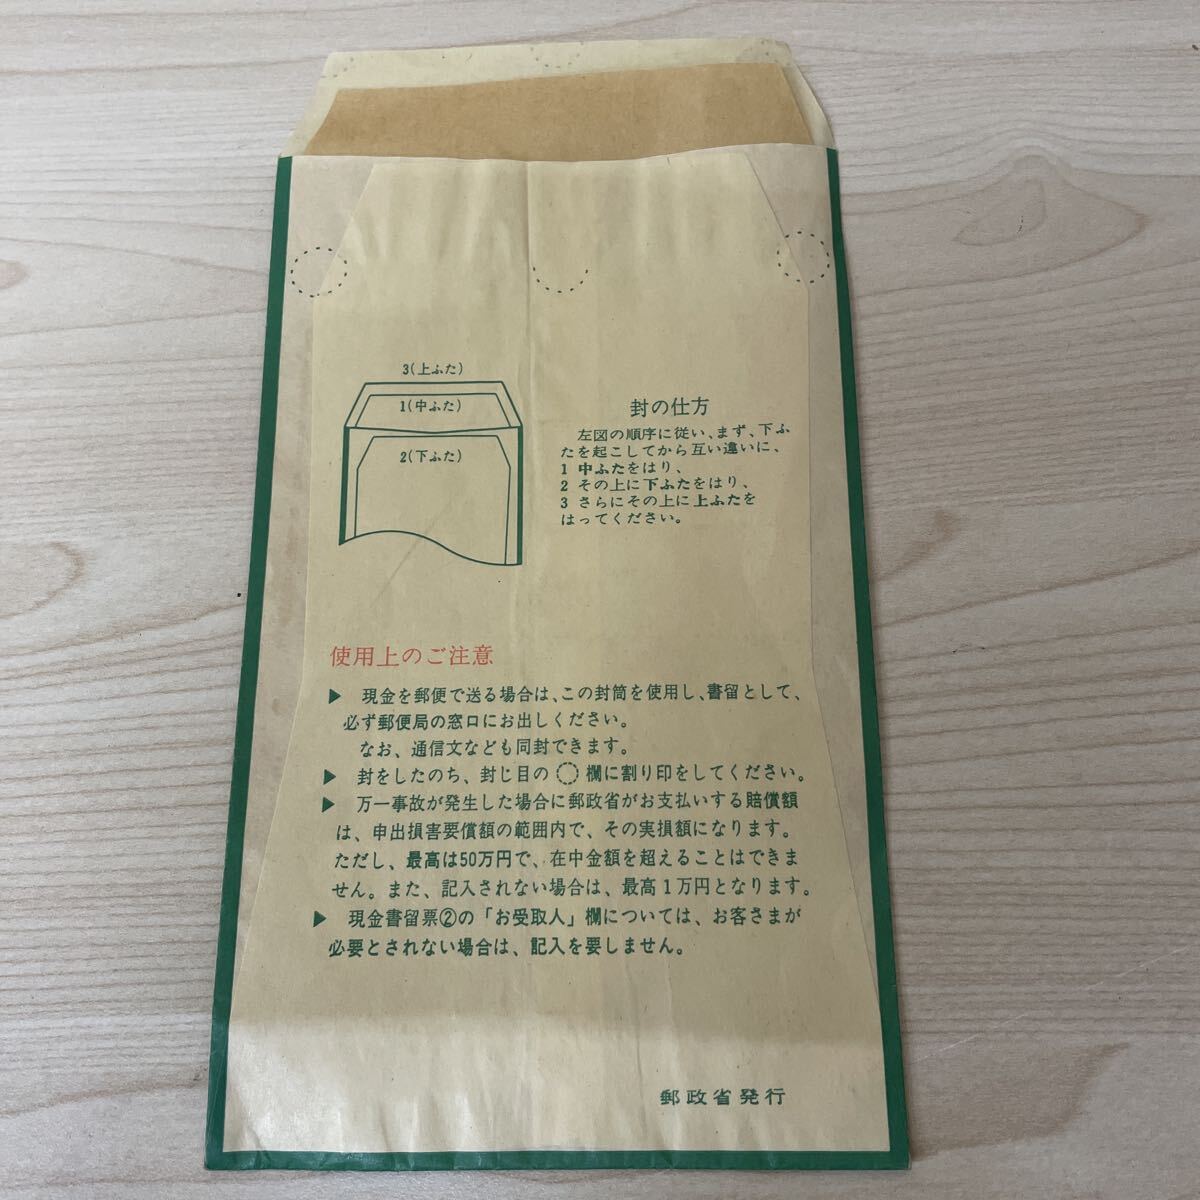 3(上ふた)
1(中ふた)
2(下ふた)
封の仕方
左図の順序に従い、まず、下ふ
たを起こしてから互い違いに、
1 中ふたをはり、
2 その上に下ふたをはり、
3 さらにその上に上ふたを
はってください。
使用上のご注意
▶ 現金を郵便で送る場合は、この封筒を使用し、書留として、
必ず郵便局の窓口にお出しください。
なお、通信文なども同封できます。
▶ 封をしたのち、封じ目の◌欄に割り印をしてください。
▶ 万一事故が発生した場合に郵政省がお支払いする賠償額
は、申出損害要償額の範囲内で、その実損額になります。
ただし、最高は50万円で、在中金額を超えることはできま
せん。また、記入されない場合は、最高1万円となります。
▶ 現金書留票②の「お受取人」欄については、お客さまが
必要とされない場合は、記入を要しません。
郵政省発行